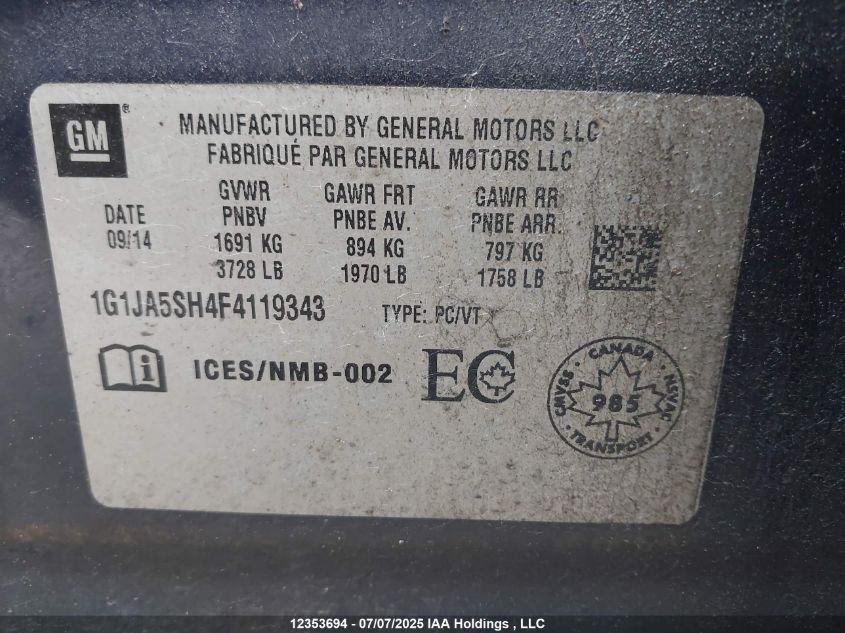 GM®
MANUFACTURED BY GENERAL MOTORS LLC
FABRIQUÉ PAR GENERAL MOTORS LLC
GVWR GAWR FRT GAWR RR
DATE PNBV PNBE AV. PNBE ARR.
09/14 1691 KG 894 KG 797 KG
3728 LB 1970 LB 1758 LB
1G1JA5SH4F4119343 TYPE: PC/VT
i ICES/NMB-002 EC
CANADA
CMVSS 985 NSVAC
TRANSPORT
12353694 - 07/07/2025 IAA Holdings , LLC